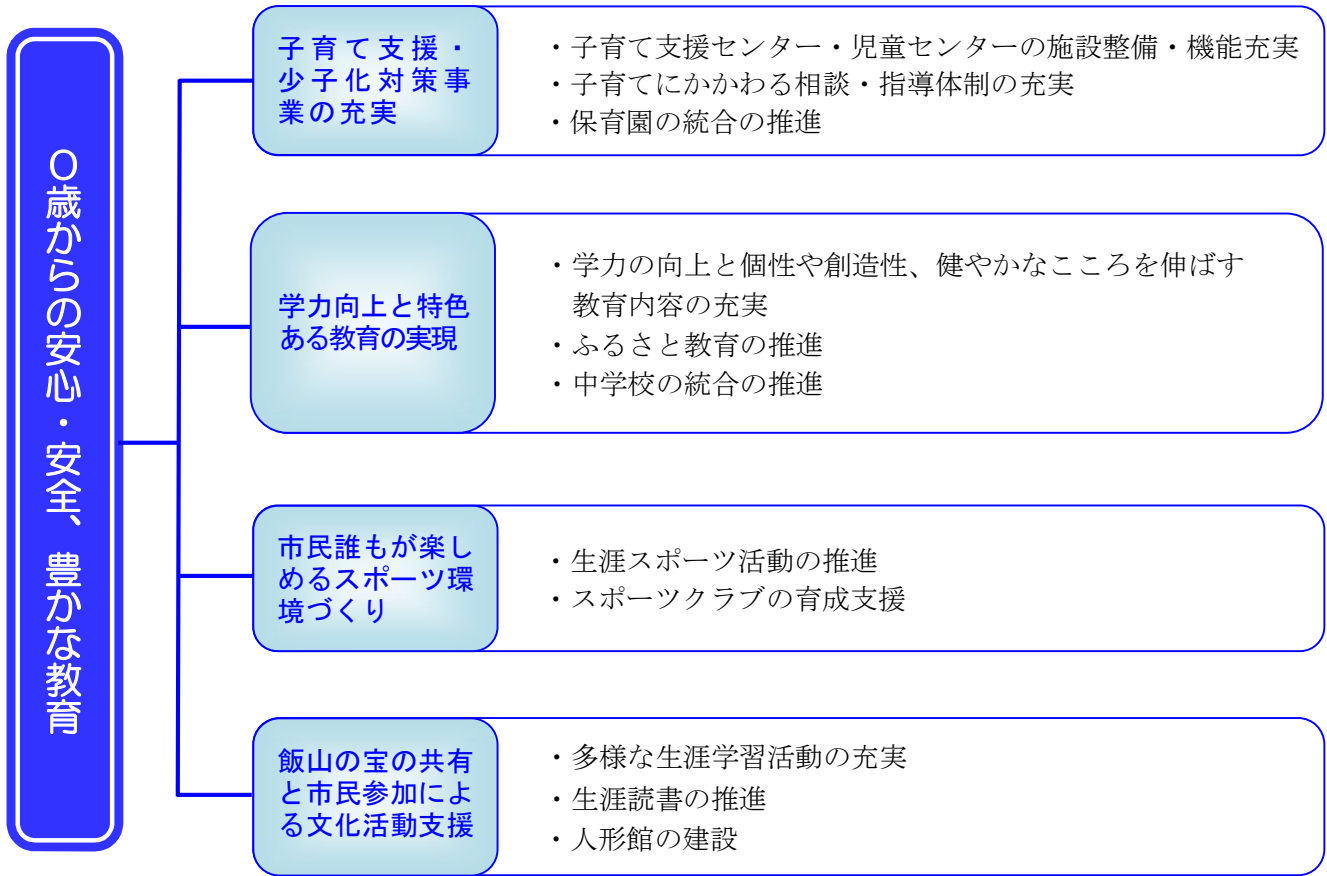 ０歳からの安心・安全、豊かな教育
子育て支援・
少子化対策事
業の充実
・子育て支援センター・児童センターの施設整備・機能充実
・子育てにかかわる相談・指導体制の充実
・保育園の統合の推進
学力向上と特色
ある教育の実現
・学力の向上と個性や創造性、健やかなこころを伸ばす
教育内容の充実
・ふるさと教育の推進
・中学校の統合の推進
市民誰もが楽し
めるスポーツ環
境づくり
・生涯スポーツ活動の推進
・スポーツクラブの育成支援
飯山の宝の共有
と市民参加によ
る文化活動支援
・多様な生涯学習活動の充実
・生涯読書の推進
・人形館の建設